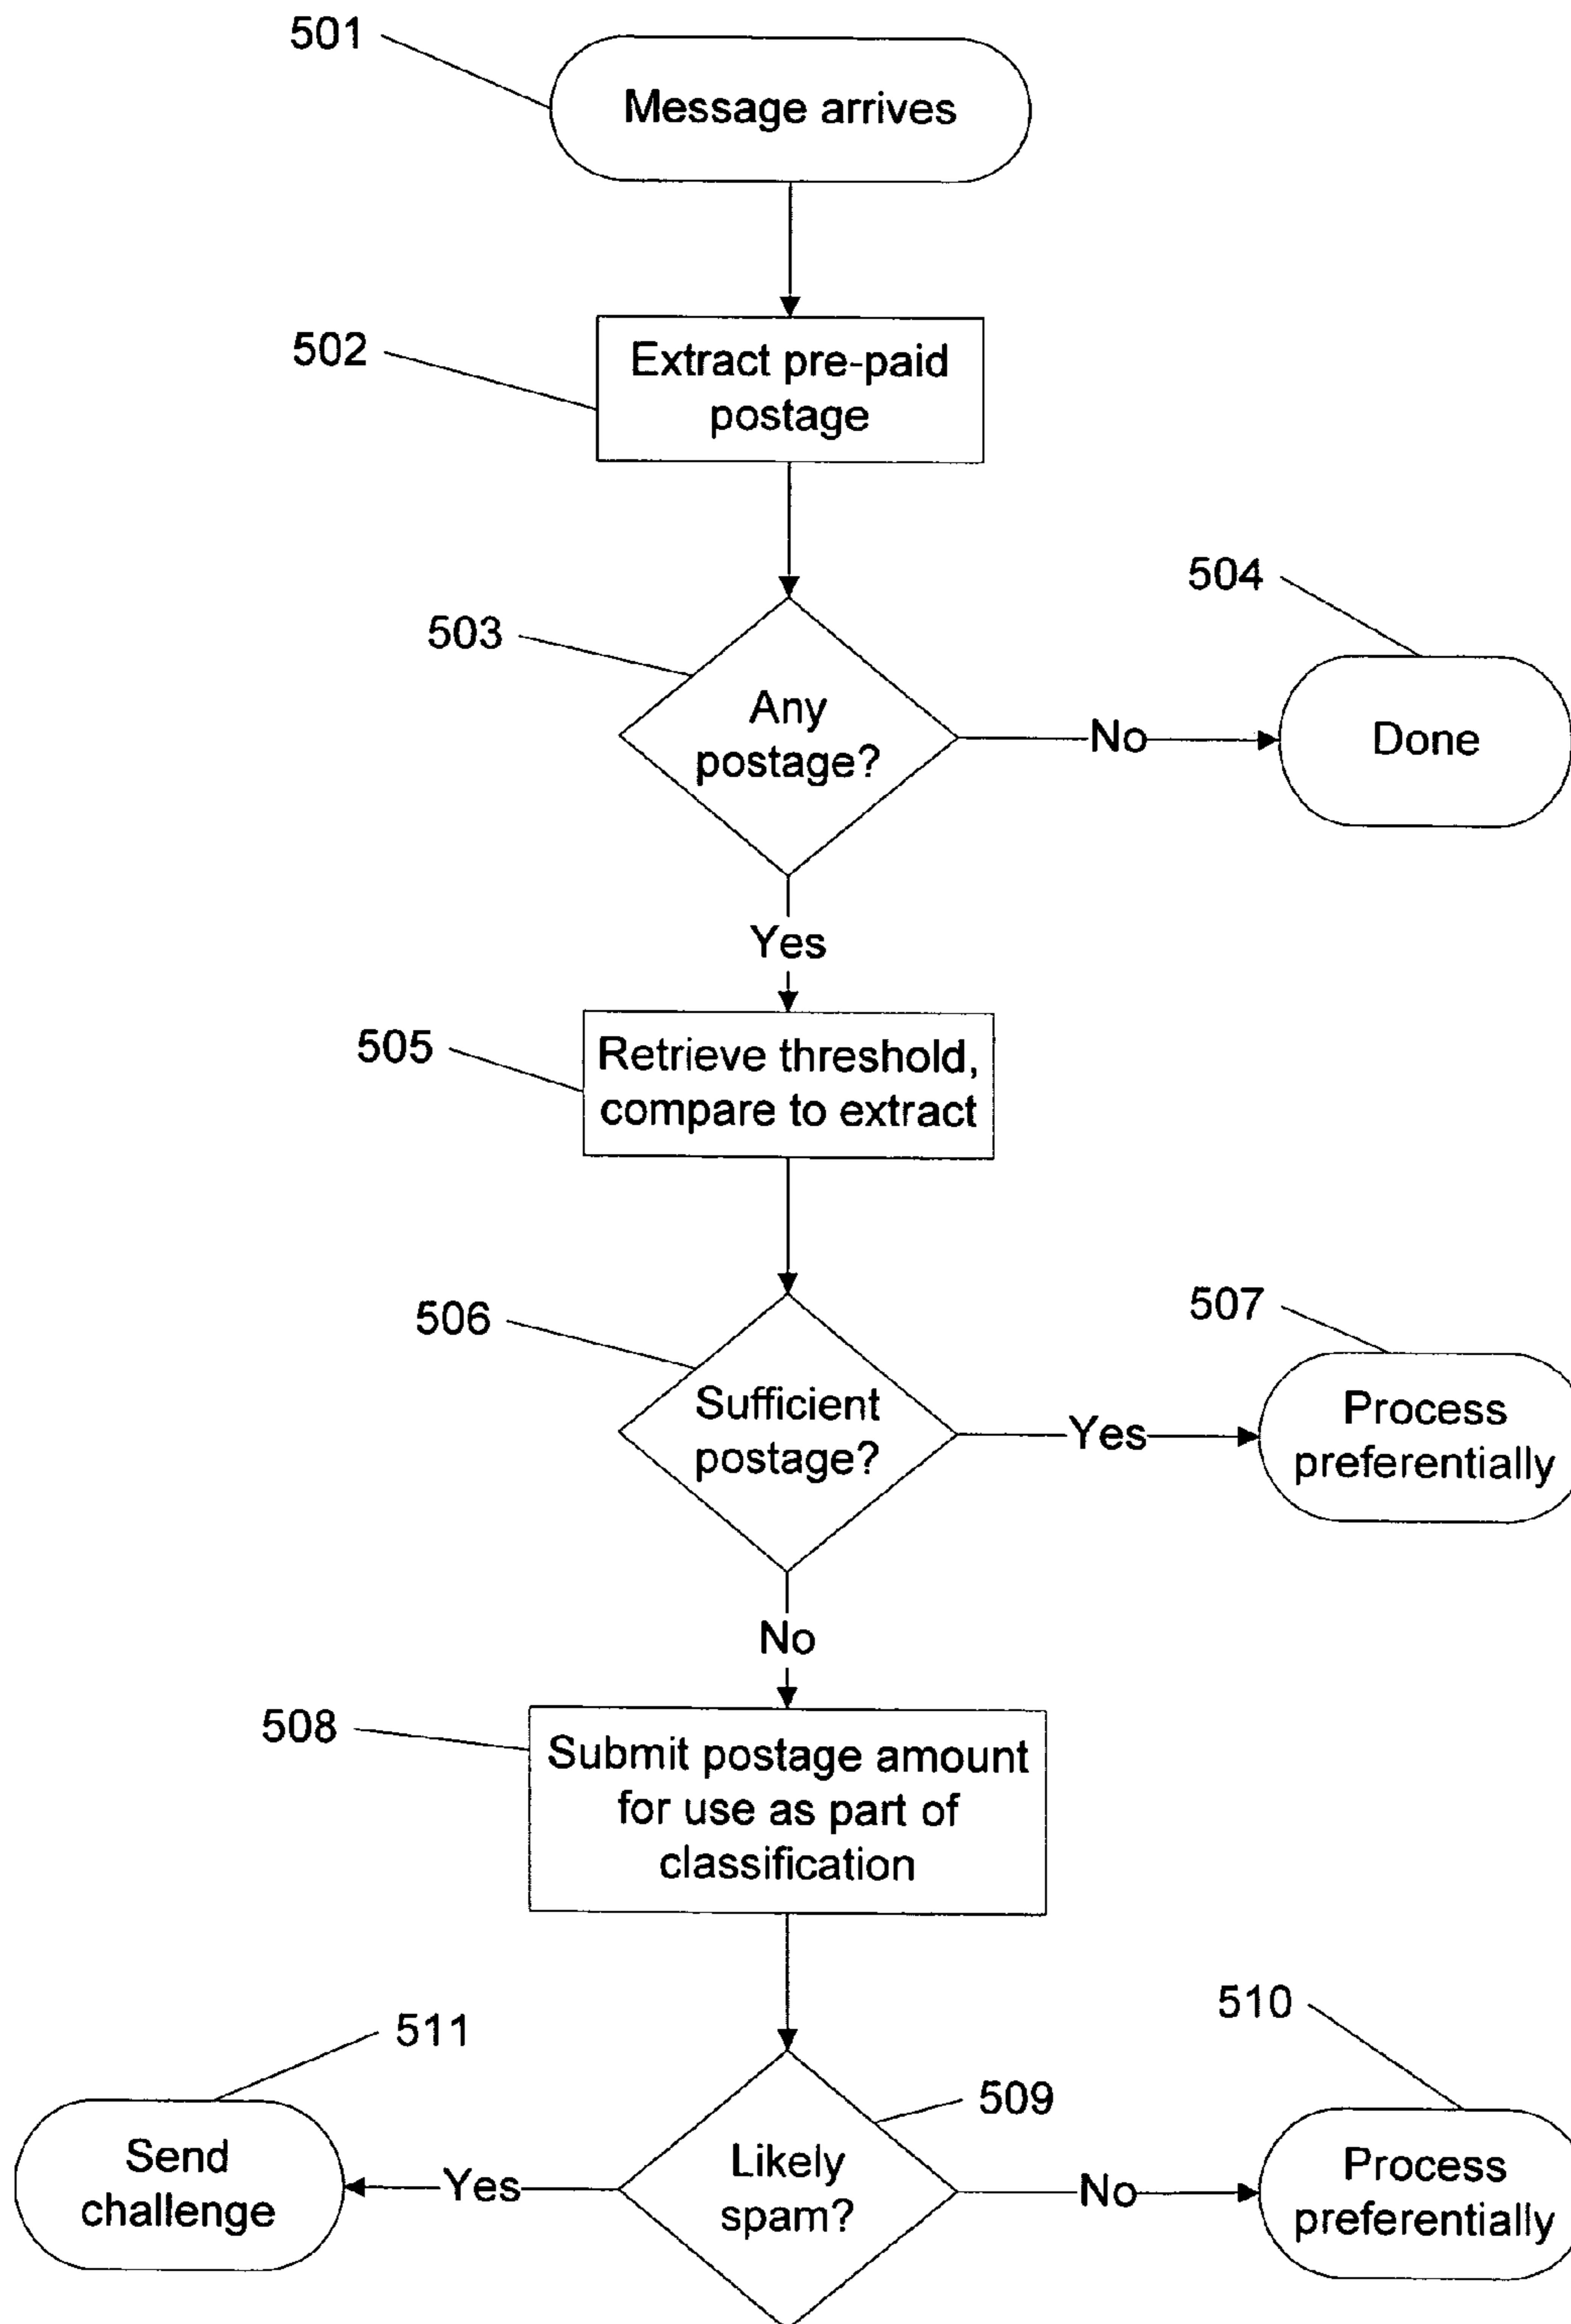 501
Message arrives
502
Extract pre-paid
postage
503
Any
postage?
No
504
Done
Yes
505
Retrieve threshold,
compare to extract
506
Sufficient
postage?
Yes
507
Process
preferentially
No
508
Submit postage amount
for use as part of
classification
509
Likely
spam?
No
510
Process
preferentially
Yes
511
Send
challenge